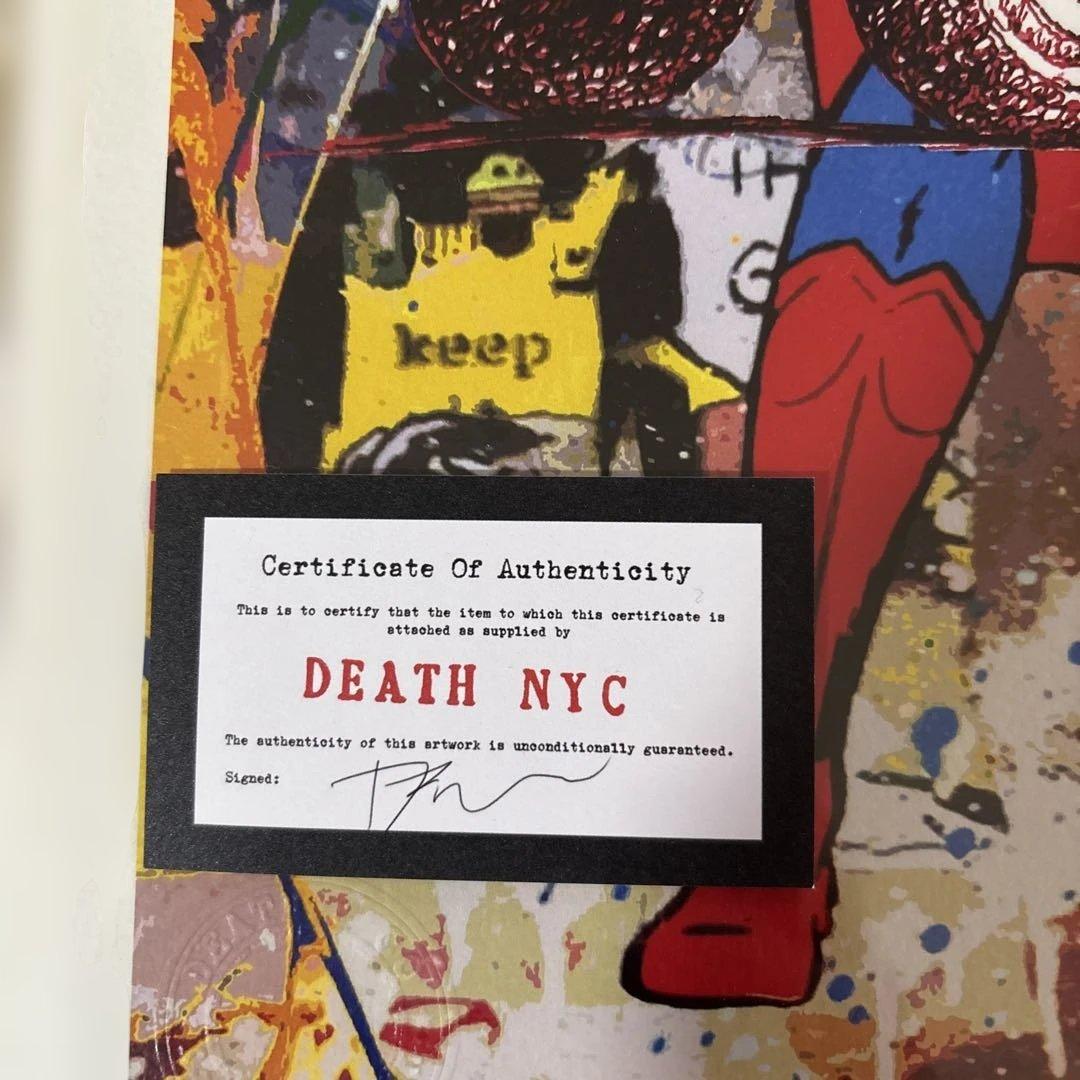 TH
G
keep
Certificate Of Authenticity
This is to certify that the item to which this certificate is
attached as supplied by
DEATH NYC
The authenticity of this artwork is unconditionally guaranteed.
Signed: